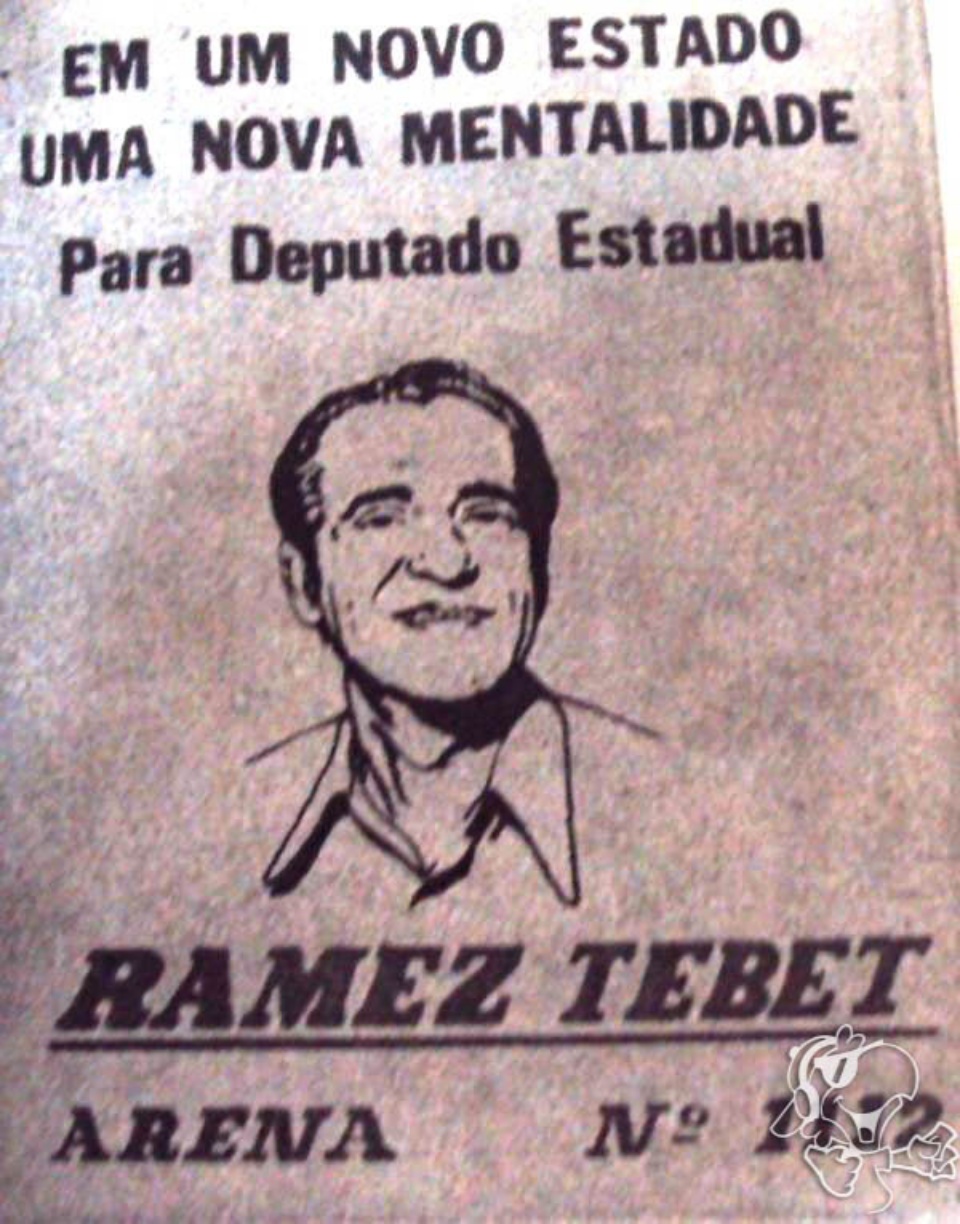 EM UM NOVO ESTADO
UMA NOVA MENTALIDADE
Para Deputado Estadual
RAMEZ TEBET
ARENA Nº